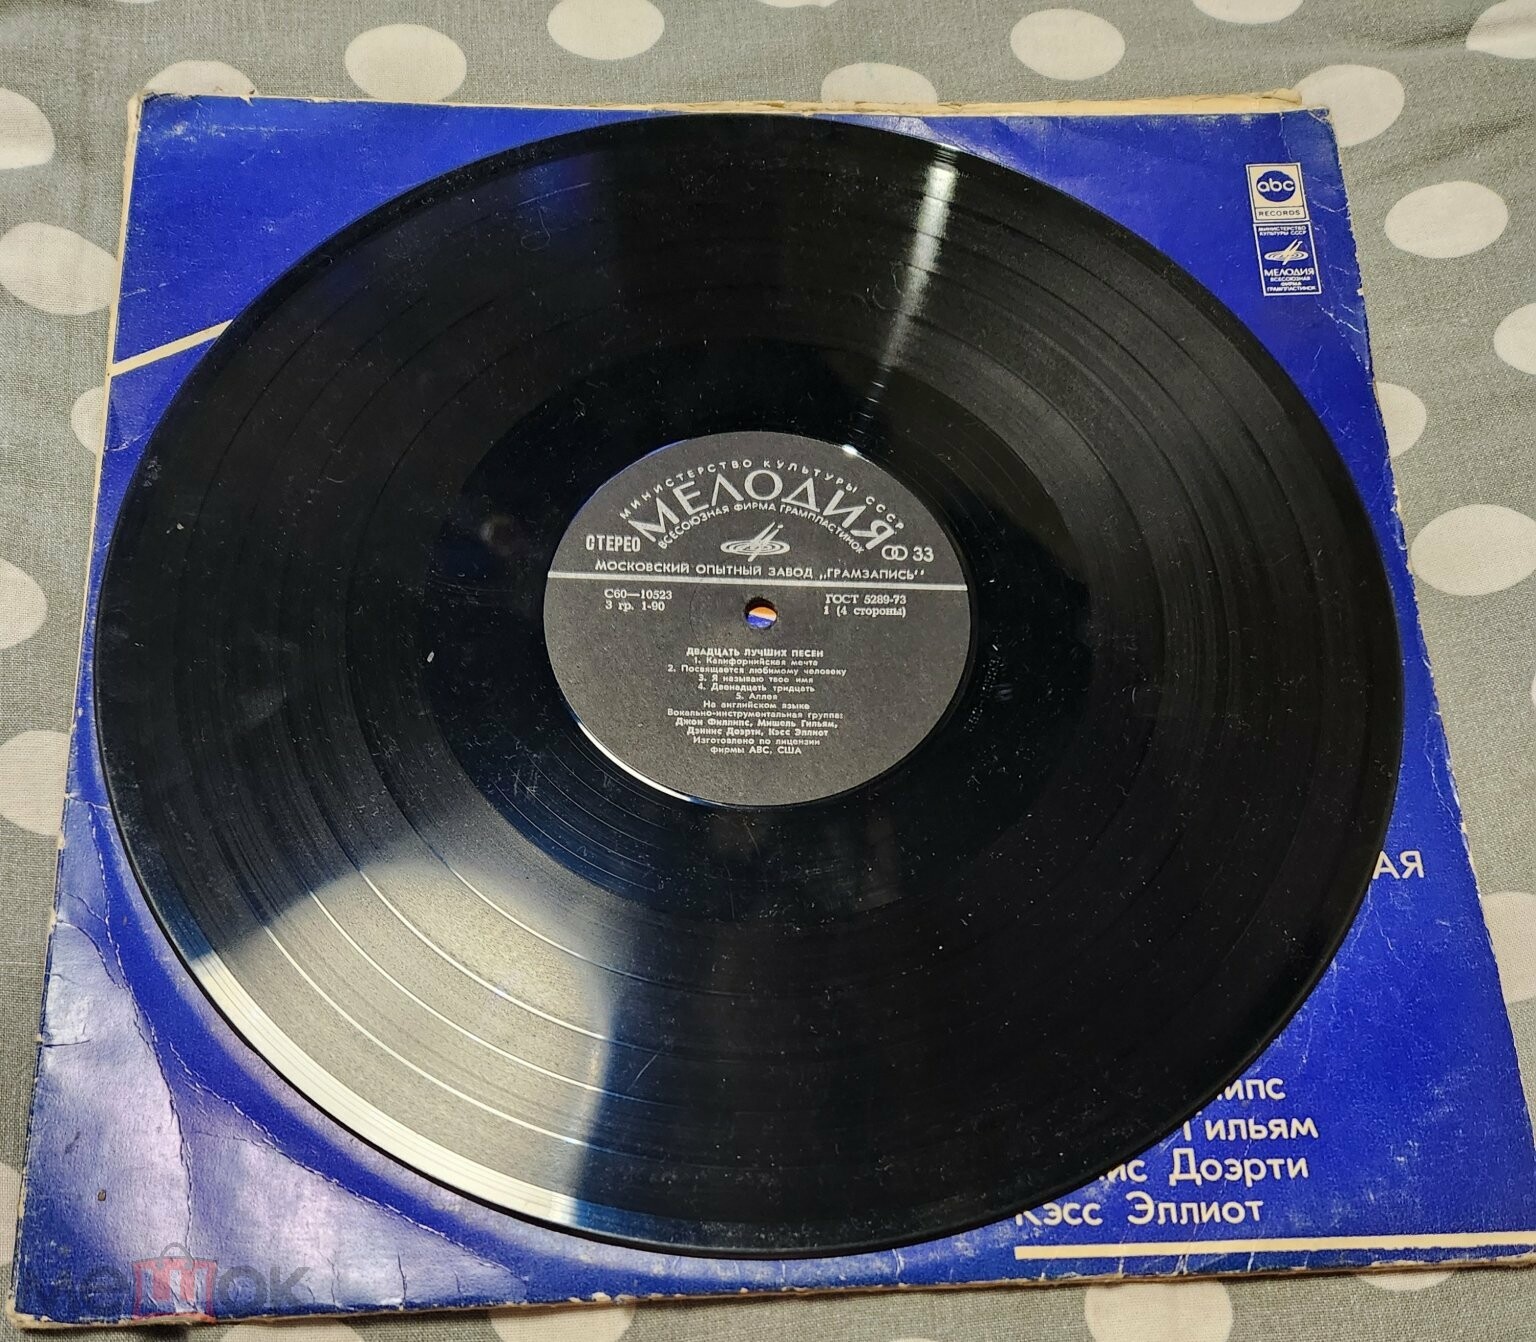 abc
RECORDS
МИНИСТЕРСТВО
КУЛЬТУРЫ СССР
МЕЛОДИЯ
ВСЕСОЮЗНАЯ
ФИРМА
ГРАМПЛАСТИНОК
МИНИСТЕРСТВО КУЛЬТУРЫ СССР
МЕЛОДИЯ
ВСЕСОЮЗНАЯ ФИРМА ГРАМПЛАСТИНОК
СТЕРЕО
33
МОСКОВСКИЙ ОПЫТНЫЙ ЗАВОД „ГРАМЗАПИСЬ"
С60—10523
ГОСТ 5289-73
3 гр. 1-90
1 (4 стороны)
ДВАДЦАТЬ ЛУЧШИХ ПЕСЕН
1. Калифорнийская мечта
2. Посвящается любимому человеку
3. Я называю твое имя
4. Двенадцать тридцать
5. Аллея
На английском языке
Вокально-инструментальная группа:
Джон Филлипс, Мишель Гильям,
Дэннис Доэрти, Кэсс Эллиот
Изготовлено по лицензии
фирмы АВС, США
АЯ
ипс
Гильям
ис Доэрти
Кэсс Эллиот
мешок